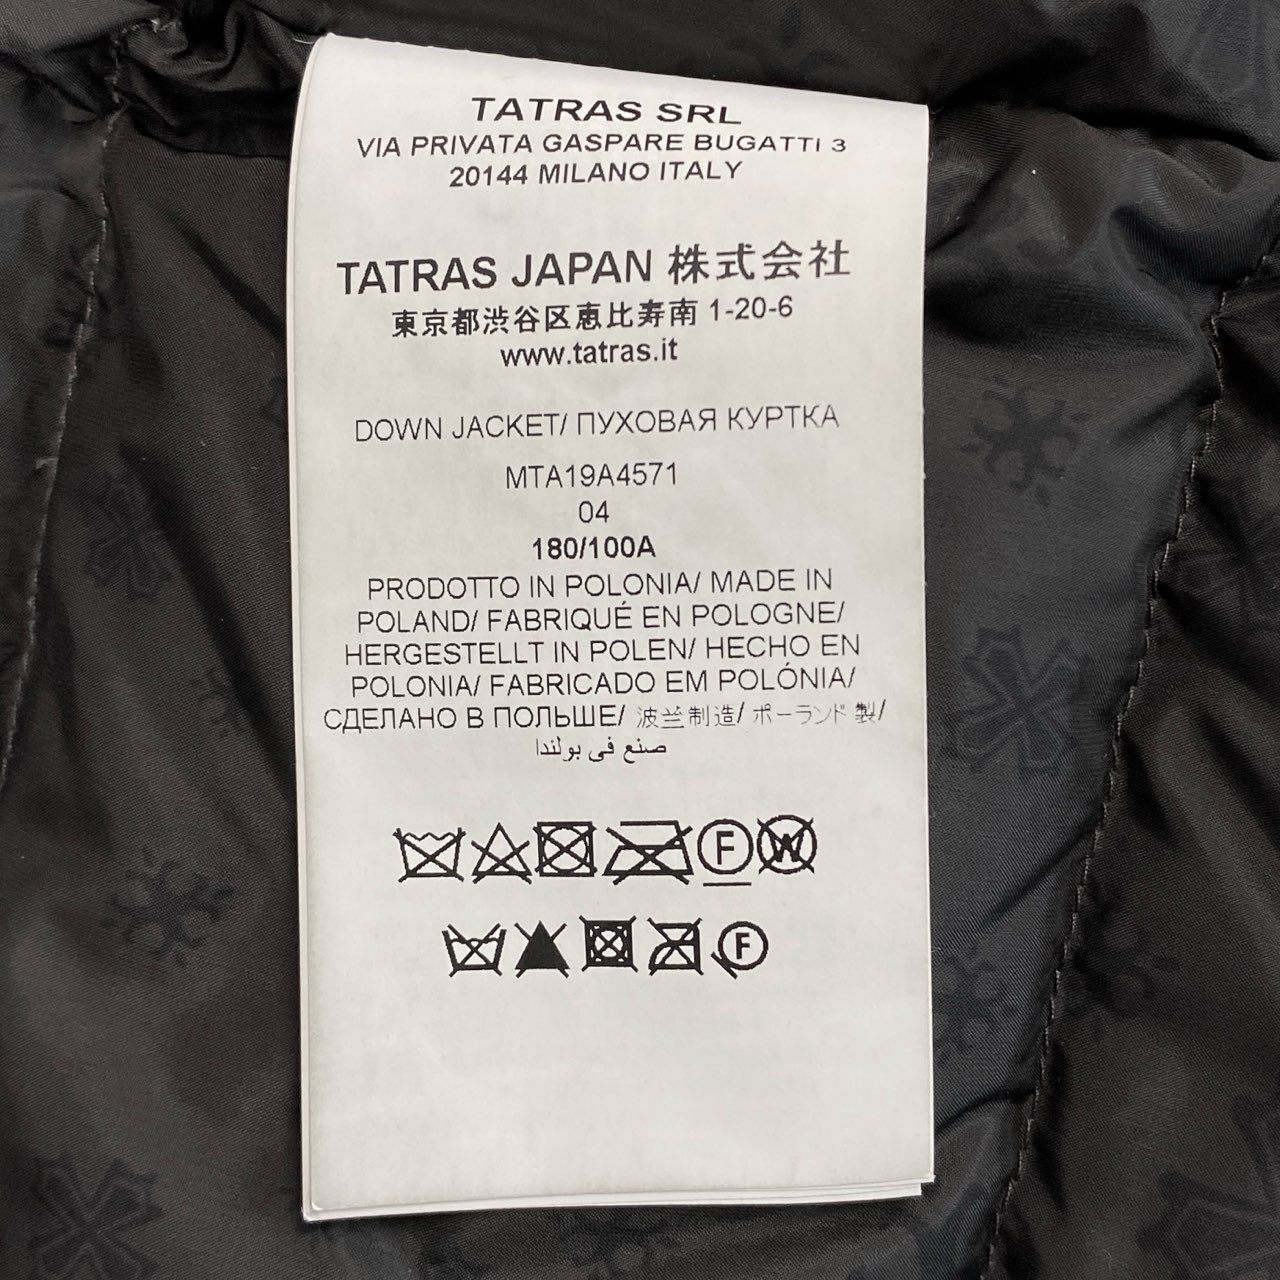 TATRAS SRL
VIA PRIVATA GASPARE BUGATTI 3
20144 MILANO ITALY
TATRAS JAPAN 株式会社
東京都渋谷区恵比寿南 1-20-6
www.tatras.it
DOWN JACKET/ ПУХОВАЯ КУРТКА
MTA19A4571
04
180/100A
PRODOTTO IN POLONIA/ MADE IN
POLAND/ FABRIQUÉ EN POLOGNE/
HERGESTELLT IN POLEN/ HECHO EN
POLONIA/ FABRICADO EM POLÓNIA/
СДЕЛАНО В ПОЛЬШЕ/ 波兰制造/ ポーランド 製/
صنع في بولندا
F W
F